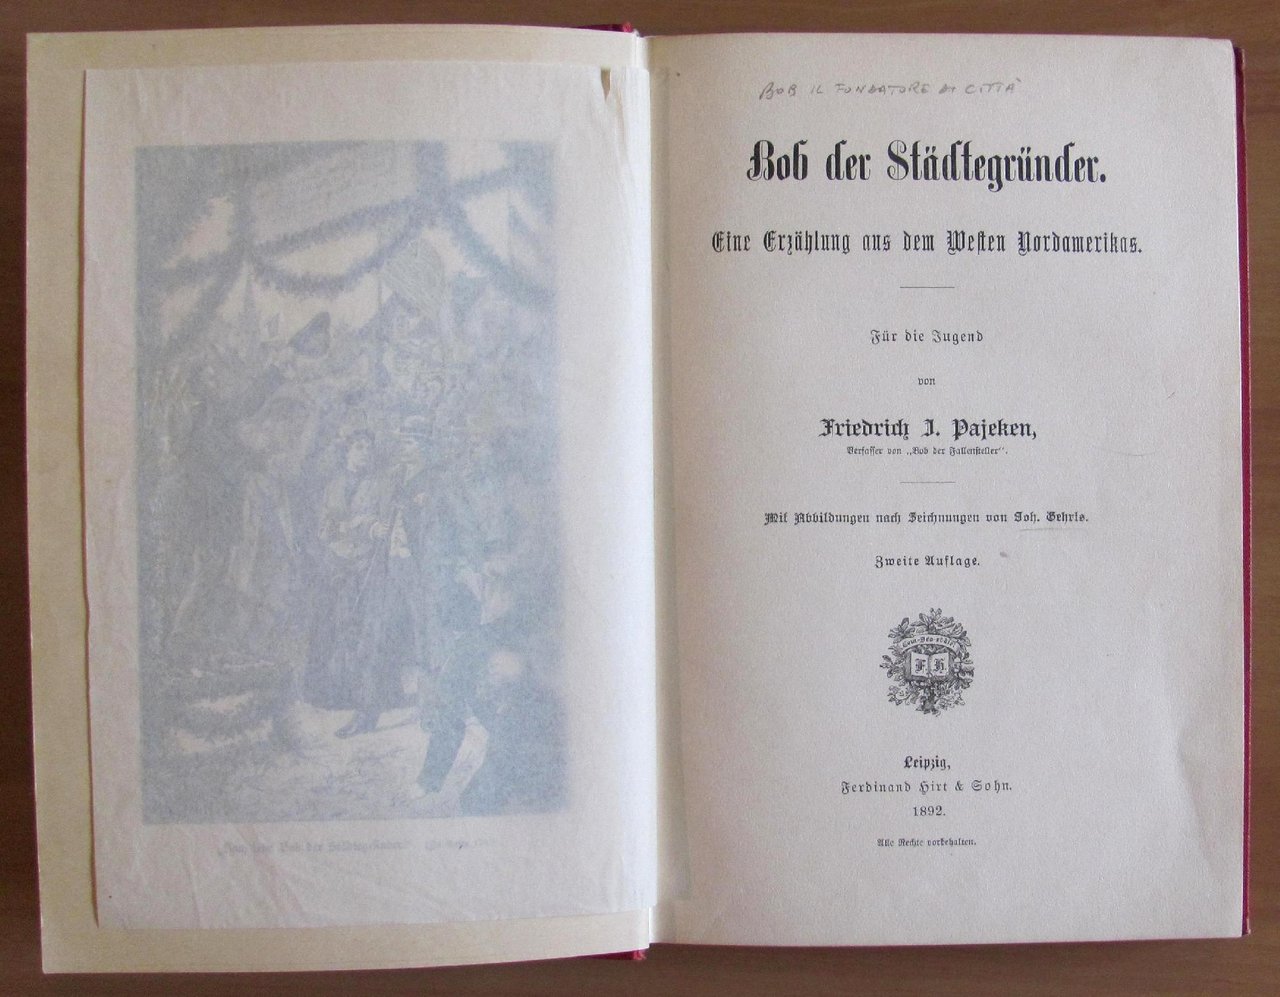 BOB IL FONDATORE DI CITTÀ
Bob der Städtegründer.
Eine Erzählung aus dem Westen Nordamerikas.
Für die Jugend
von
Friedrich J. Pajeken,
Verfasser von „Bob der Fallensteller“.
Mit Abbildungen nach Zeichnungen von Joh. Gehrts.
Zweite Auflage.
F. H.
Leipzig,
Ferdinand Hirt & Sohn.
1892.
Alle Rechte vorbehalten.